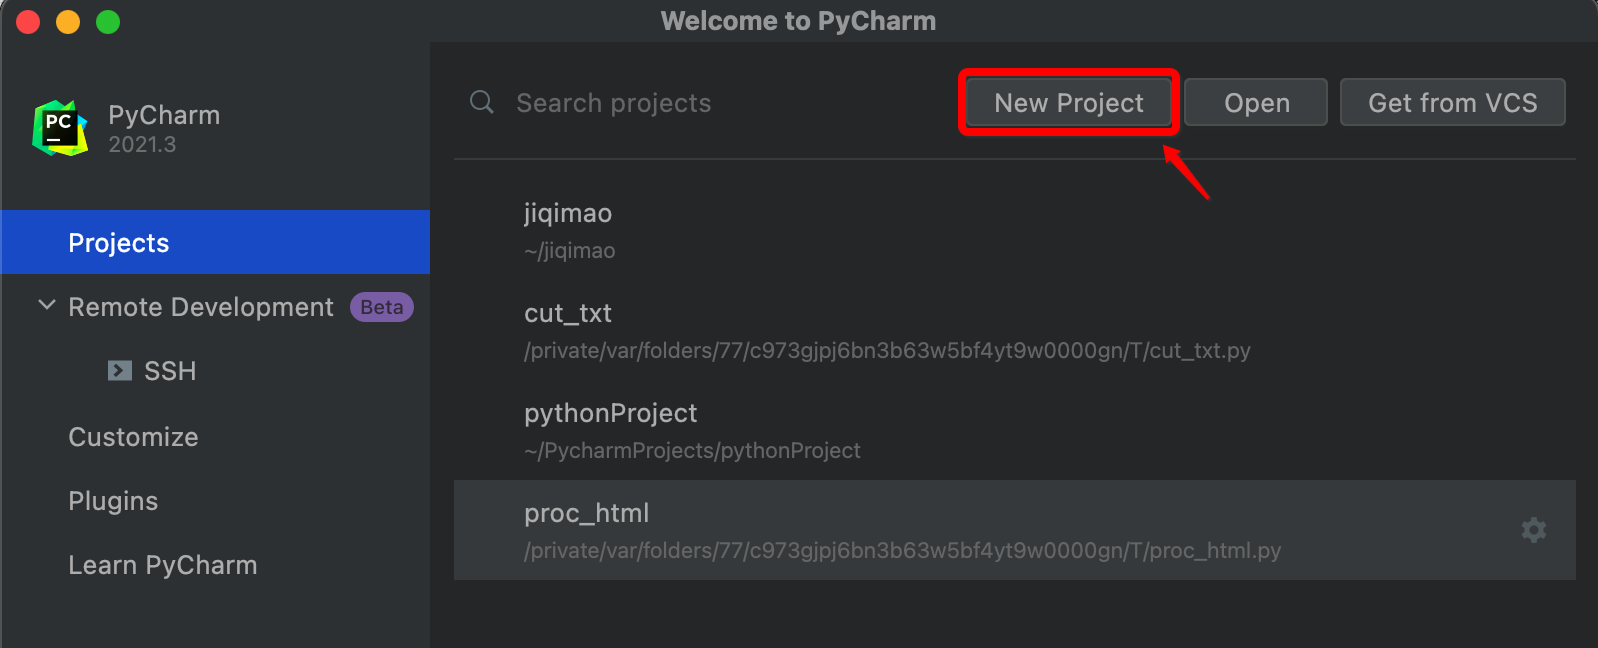 Welcome to PyCharm
PC
PyCharm
2021.3
Search projects
New Project
Open
Get from VCS
Projects
Remote Development Beta
SSH
Customize
Plugins
Learn PyCharm
jiqimao
~/jiqimao
cut_txt
/private/var/folders/77/c973gjpj6bn3b63w5bf4yt9w0000gn/T/cut_txt.py
pythonProject
~/PycharmProjects/pythonProject
proc_html
/private/var/folders/77/c973gjpj6bn3b63w5bf4yt9w0000gn/T/proc_html.py